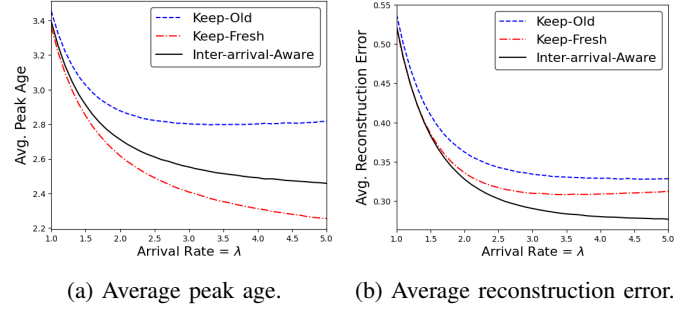 Avg. Peak Age
3.4
3.2
3.0
2.8
2.6
2.4
2.2
1.0 1.5 2.0 2.5 3.0 3.5 4.0 4.5 5.0
Arrival Rate = λ
Keep-Old
Keep-Fresh
Inter-arrival-Aware
(a) Average peak age.
Avg. Reconstruction Error
0.55
0.50
0.45
0.40
0.35
0.30
1.0 1.5 2.0 2.5 3.0 3.5 4.0 4.5 5.0
Arrival Rate = λ
Keep-Old
Keep-Fresh
Inter-arrival-Aware
(b) Average reconstruction error.